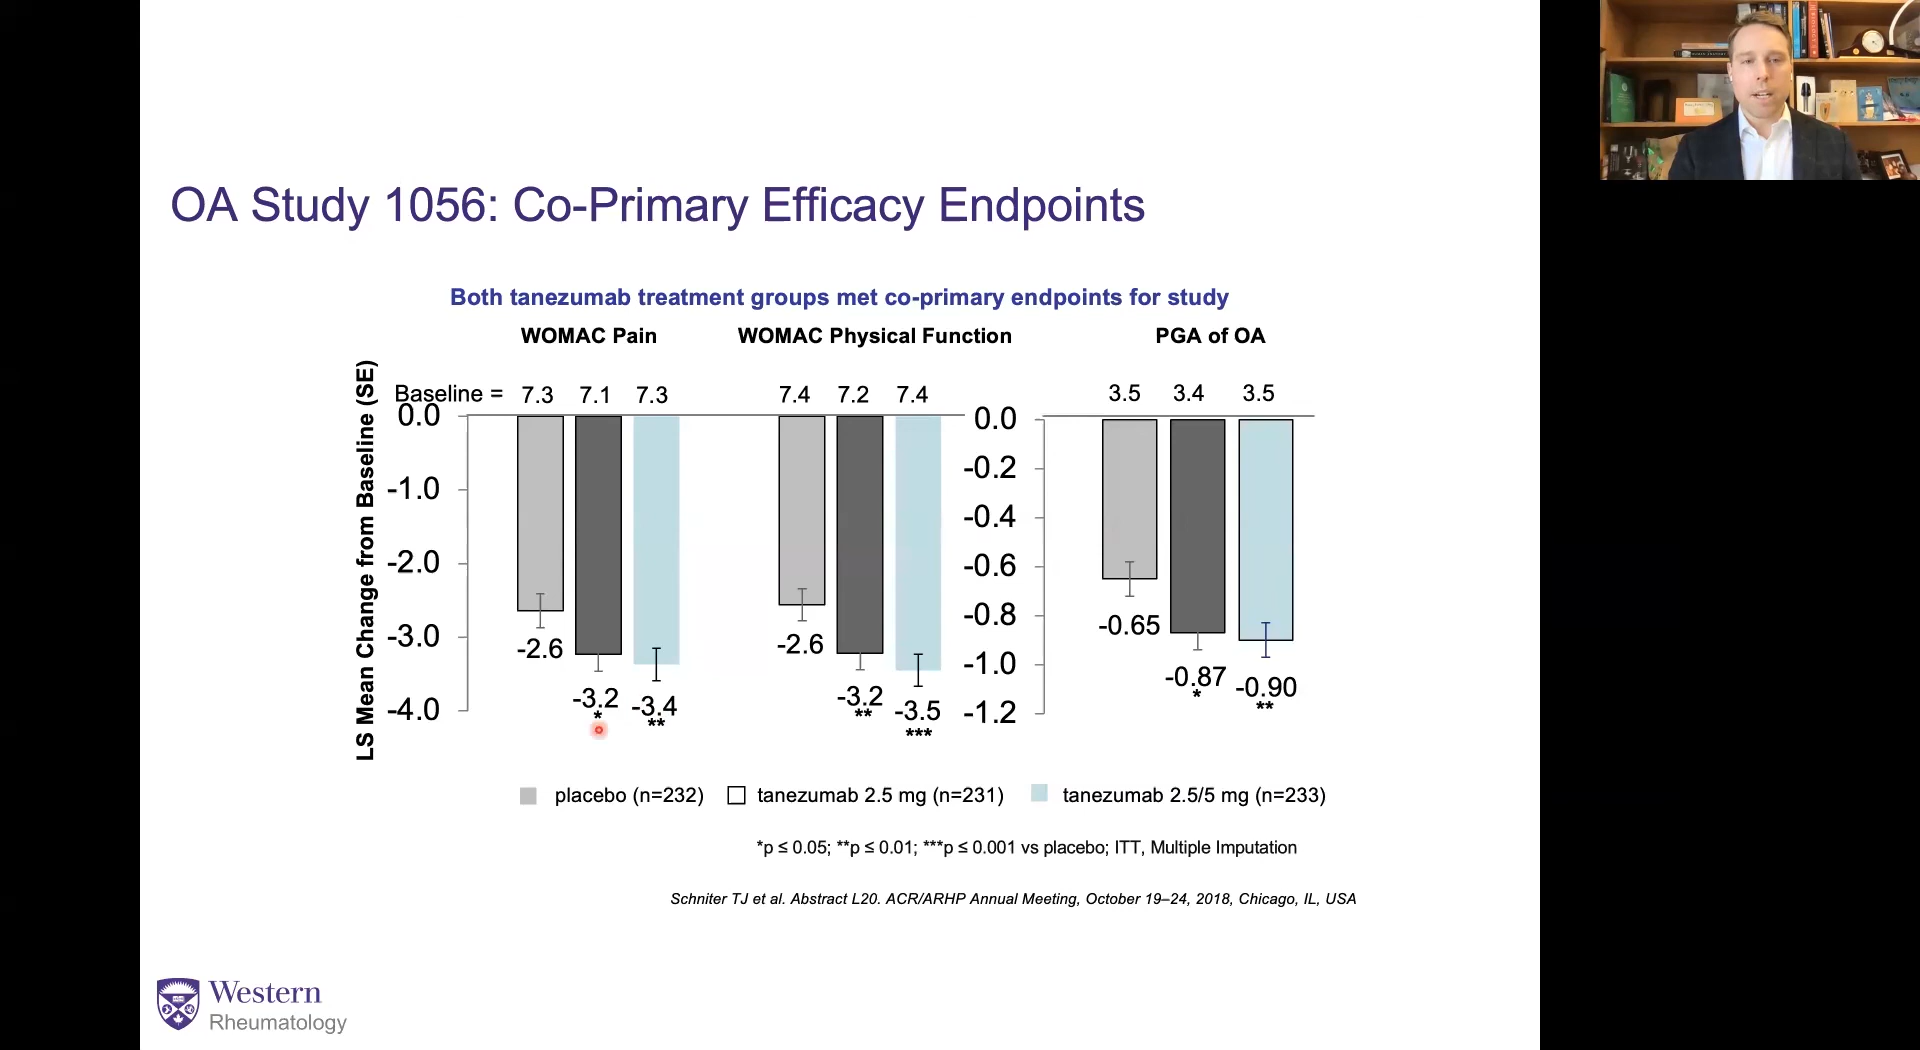 OA Study 1056: Co-Primary Efficacy Endpoints
Both tanezumab treatment groups met co-primary endpoints for study
WOMAC Pain
WOMAC Physical Function
PGA of OA
LS Mean Change from Baseline (SE)
Baseline = 7.3 7.1 7.3
7.4 7.2 7.4
3.5 3.4 3.5
0.0
-1.0
-2.0
-3.0
-4.0
-2.6
-3.2
*
-3.4
**
-2.6
-3.2
**
-3.5
***
0.0
-0.2
-0.4
-0.6
-0.8
-1.0
-1.2
-0.65
-0.87
*
-0.90
**
placebo (n=232) tanezumab 2.5 mg (n=231) tanezumab 2.5/5 mg (n=233)
*p ≤ 0.05; **p ≤ 0.01; ***p ≤ 0.001 vs placebo; ITT, Multiple Imputation
Schniter TJ et al. Abstract L20. ACR/ARHP Annual Meeting, October 19–24, 2018, Chicago, IL, USA
Western
Rheumatology